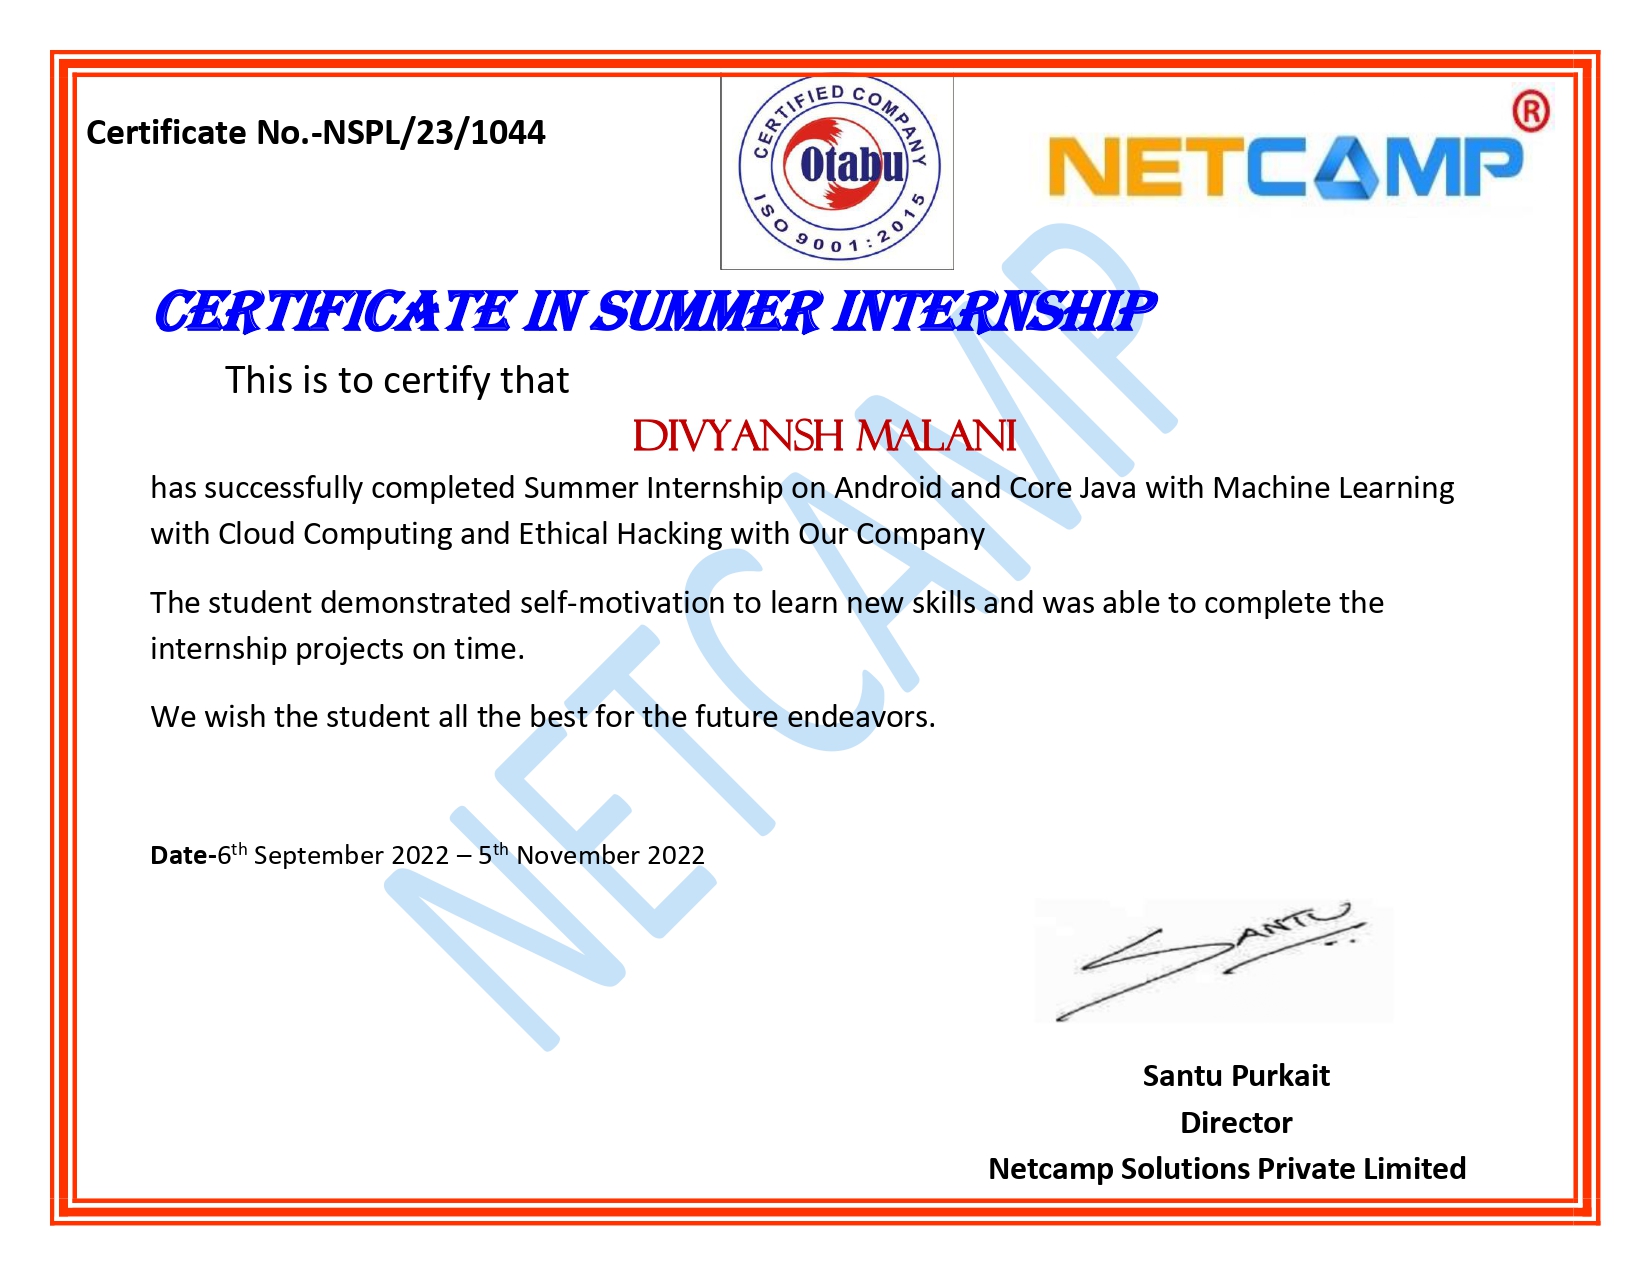 Certificate No.-NSPL/23/1044
CERTIFIED COMPANY
Otabu
ISO 9001:2015
NETCAMP
®
CERTIFICATE IN SUMMER INTERNSHIP
This is to certify that
DIVYANSH MALANI
has successfully completed Summer Internship on Android and Core Java with Machine Learning
with Cloud Computing and Ethical Hacking with Our Company
The student demonstrated self-motivation to learn new skills and was able to complete the
internship projects on time.
We wish the student all the best for the future endeavors.
Date-6th September 2022 – 5th November 2022
NETCAMP
SANTU
Santu Purkait
Director
Netcamp Solutions Private Limited